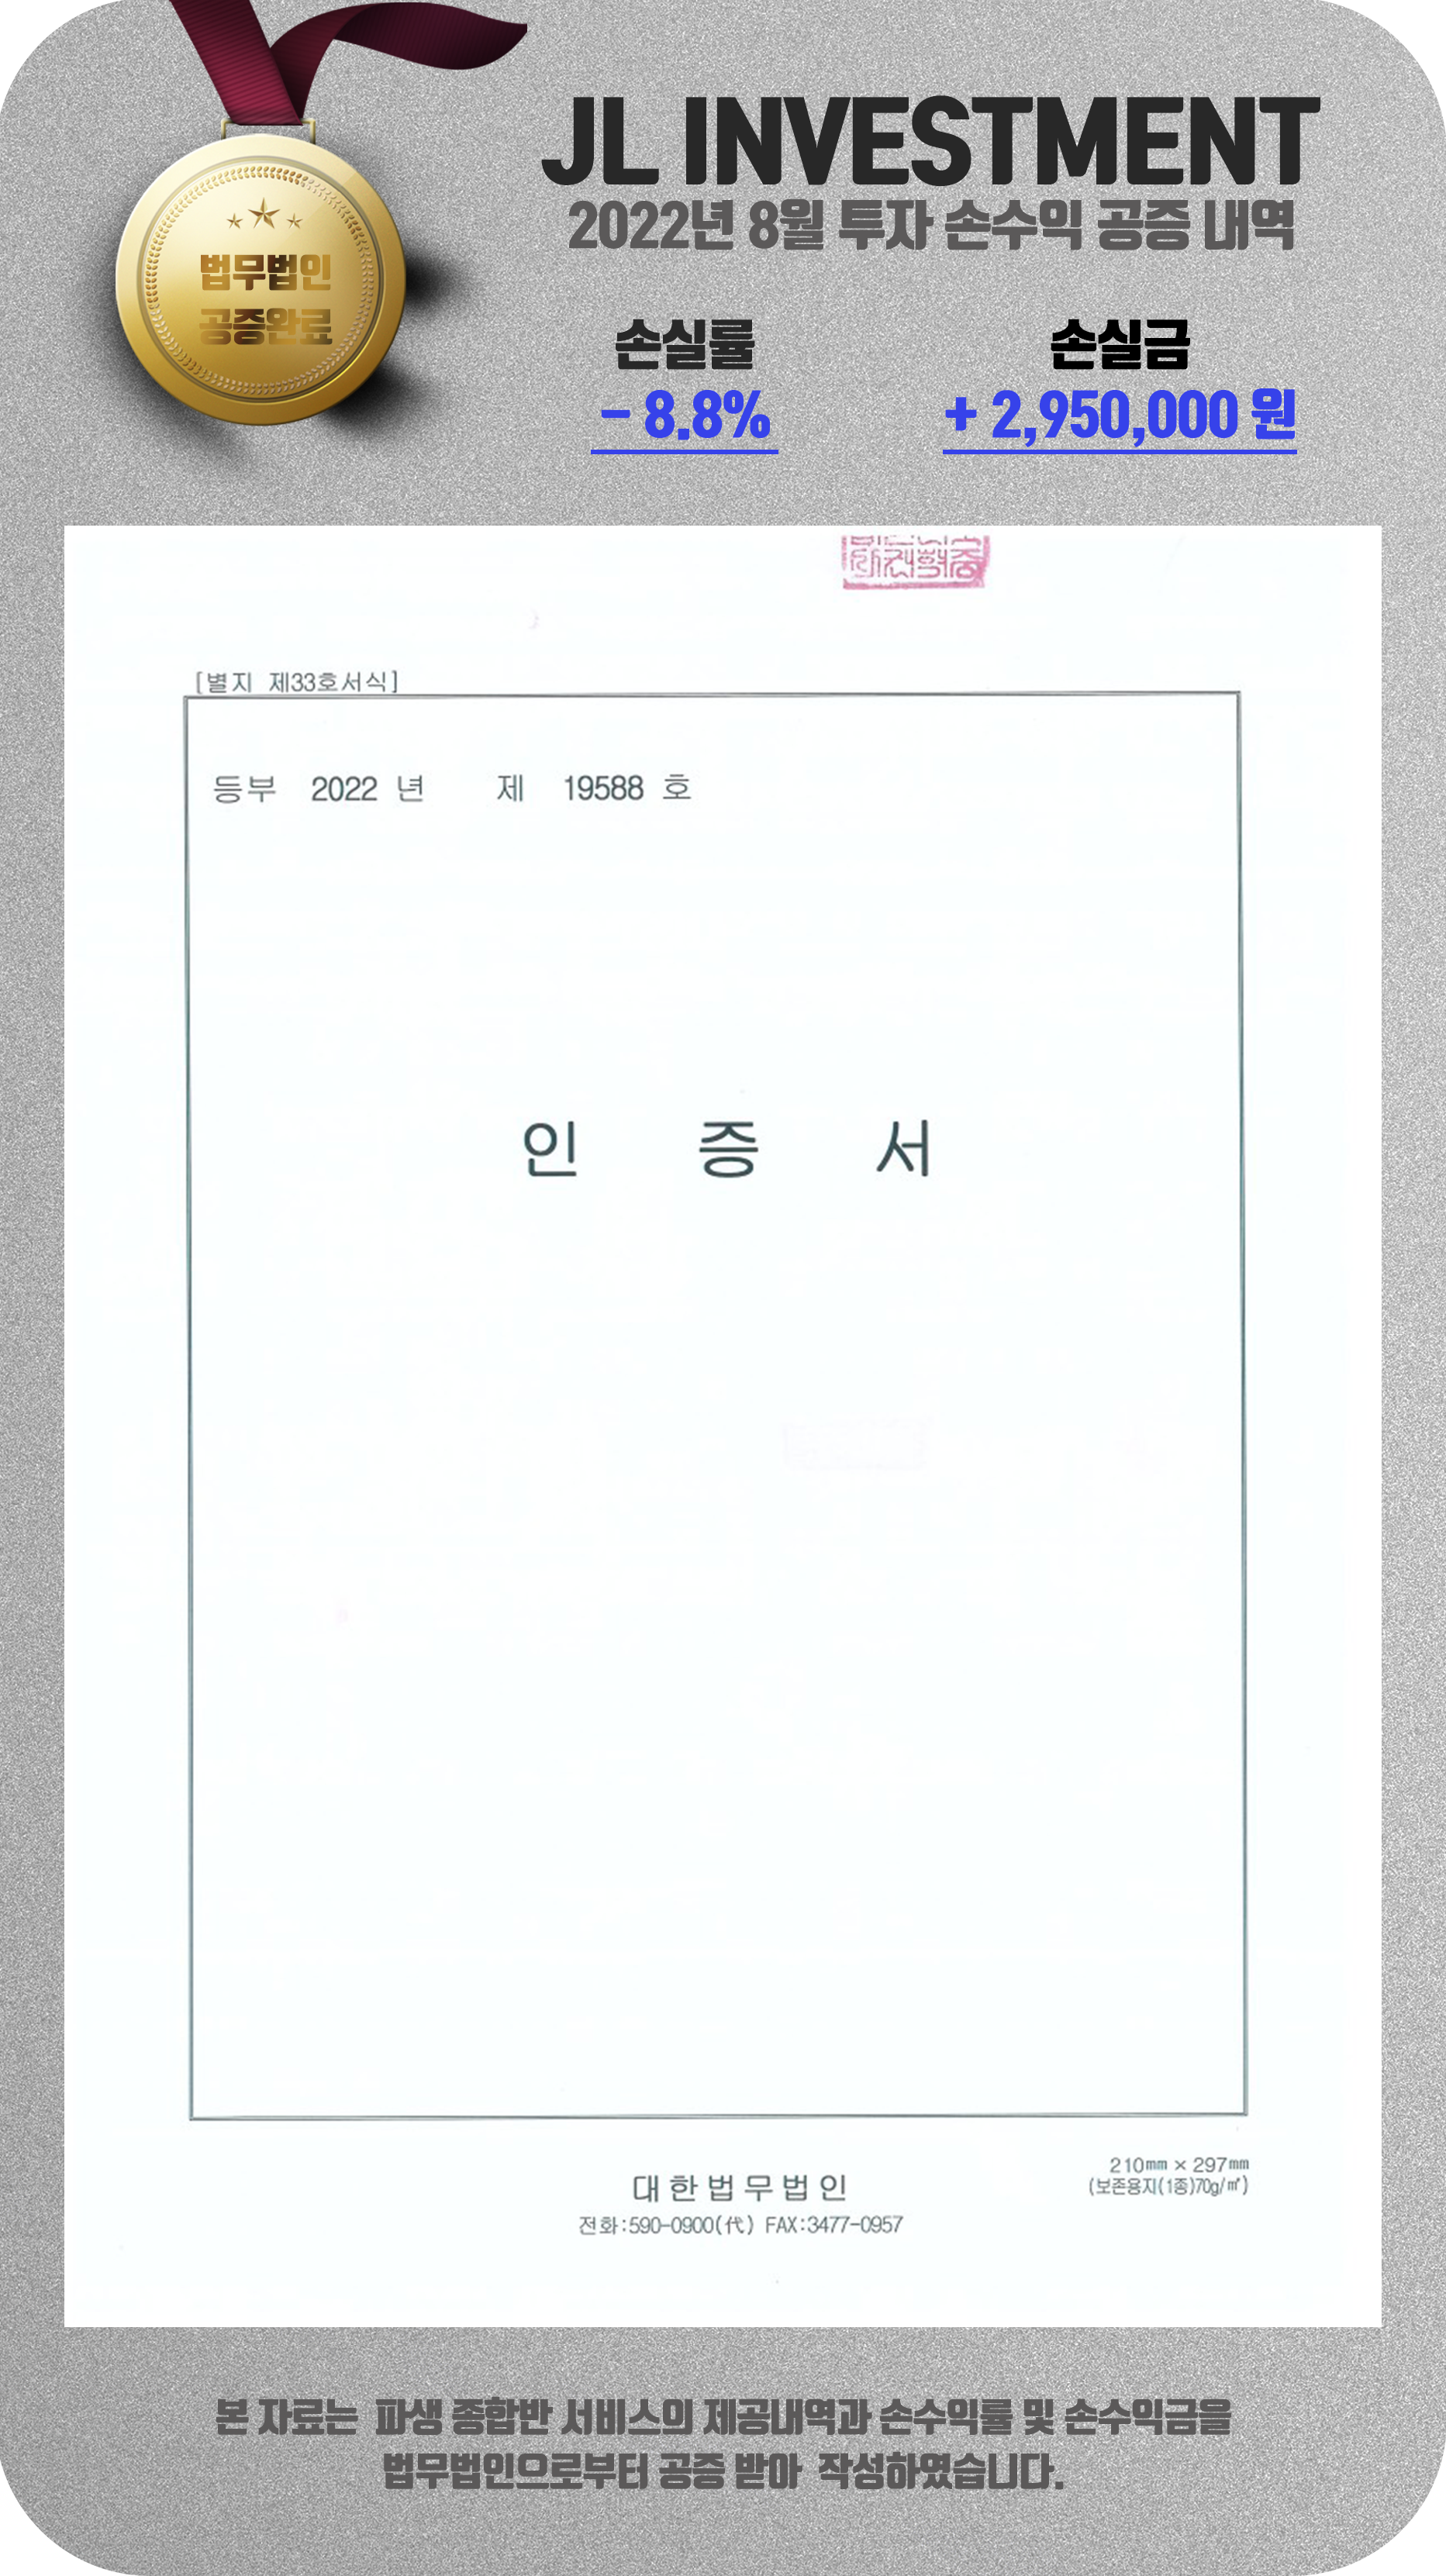 JL INVESTMENT
2022년 8월 투자 손수익 공증 내역
법무법인
공증완료
손실률 손실금
- 8.8% + 2,950,000 원
[별지 제33호서식]
등부 2022 년 제 19588 호
인 증 서
210㎜ × 297㎜
(보존용지(1종)70g/㎡)
대한법무법인
전화:590-0900(代) FAX:3477-0957
본 자료는 파생 종합반 서비스의 제공내역과 손수익률 및 손수익금을
법무법인으로부터 공증 받아 작성하였습니다.